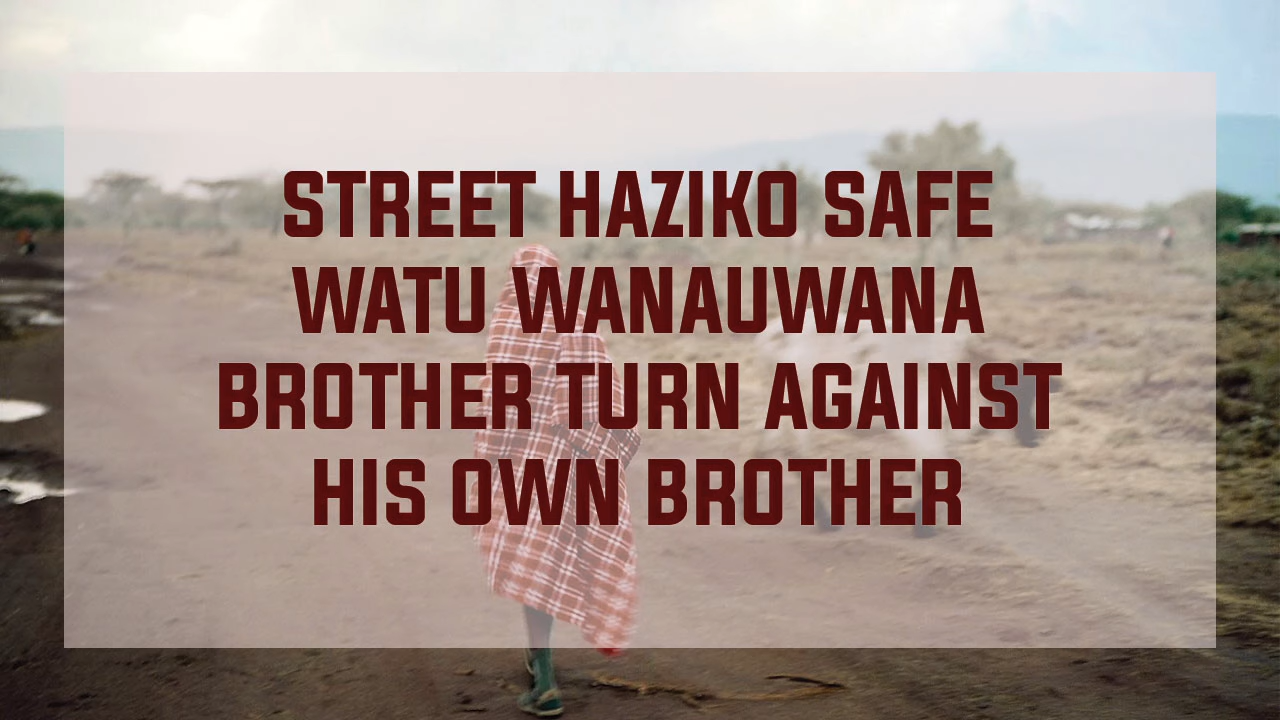 STREET HAZIKO SAFE
WATU WANAUWANA
BROTHER TURN AGAINST
HIS OWN BROTHER